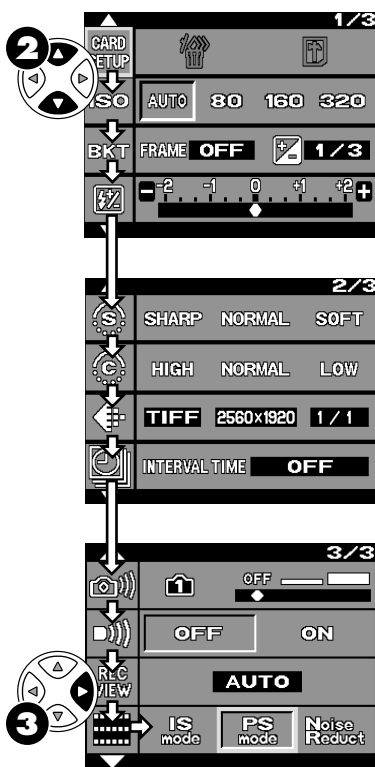 1/3
2
CARD SETUP
ISO AUTO 80 160 320
BKT FRAME OFF 1/3
-2 -1 0 +1 +2
2/3
S SHARP NORMAL SOFT
C HIGH NORMAL LOW
TIFF 2560×1920 1/1
INTERVAL TIME OFF
3/3
1 OFF
OFF ON
REC VIEW AUTO
3
IS mode PS mode Noise Reduct